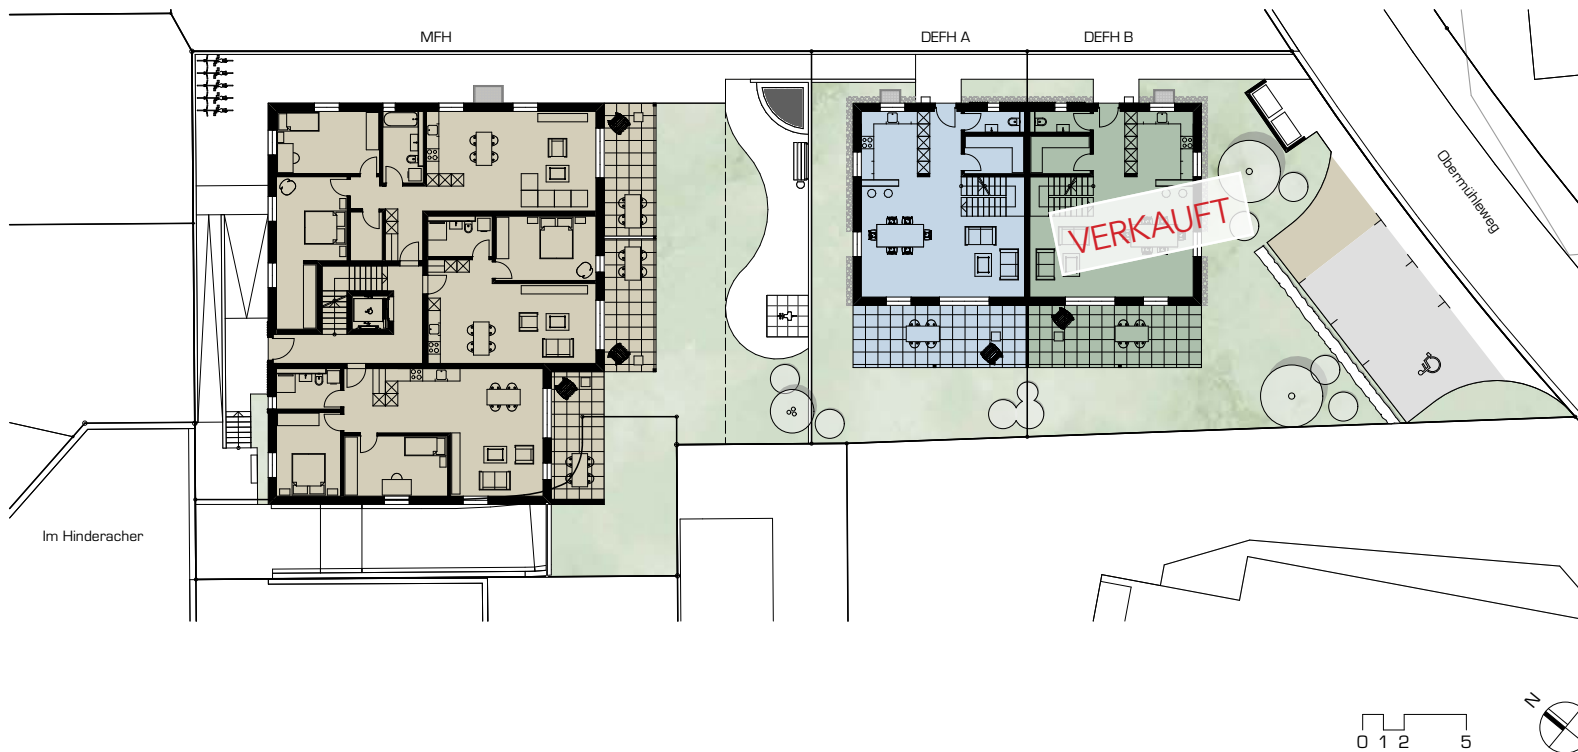 MFH
DEFH A
DEFH B
Obermühleweg
VERKAUFT
Im Hinderacher
N
0 1 2 5